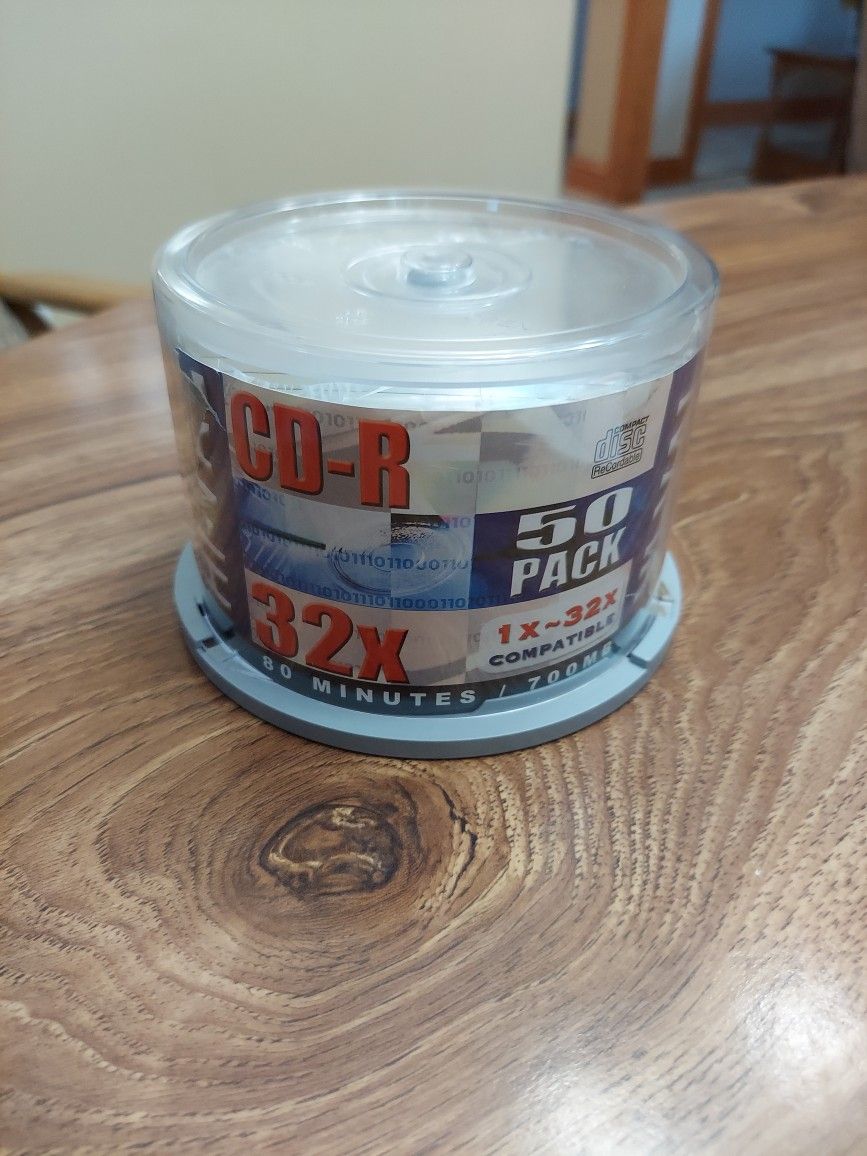 CD-R
COMPACT
disc
ReCordable
50
PACK
32x
1x~32x
COMPATIBLE
80 MINUTES / 700MB